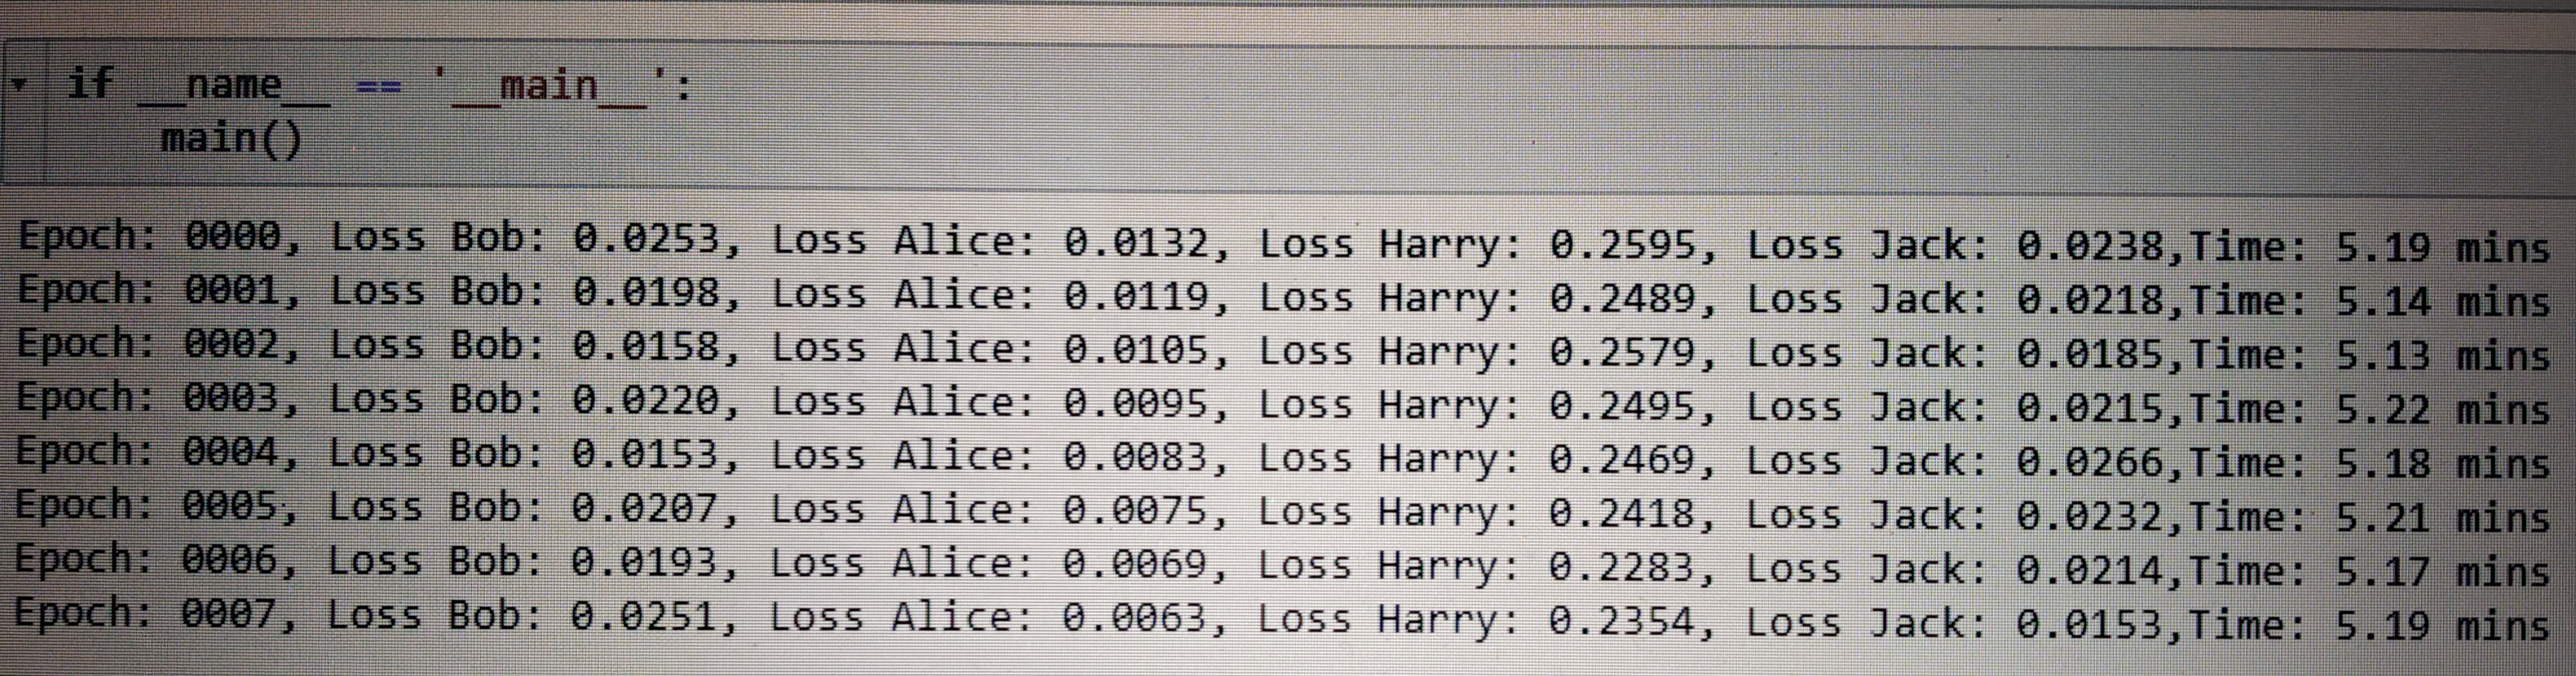 if __name__ == '__main__':
    main()
Epoch: 0000, Loss Bob: 0.0253, Loss Alice: 0.0132, Loss Harry: 0.2595, Loss Jack: 0.0238,Time: 5.19 mins
Epoch: 0001, Loss Bob: 0.0198, Loss Alice: 0.0119, Loss Harry: 0.2489, Loss Jack: 0.0218,Time: 5.14 mins
Epoch: 0002, Loss Bob: 0.0158, Loss Alice: 0.0105, Loss Harry: 0.2579, Loss Jack: 0.0185,Time: 5.13 mins
Epoch: 0003, Loss Bob: 0.0220, Loss Alice: 0.0095, Loss Harry: 0.2495, Loss Jack: 0.0215,Time: 5.22 mins
Epoch: 0004, Loss Bob: 0.0153, Loss Alice: 0.0083, Loss Harry: 0.2469, Loss Jack: 0.0266,Time: 5.18 mins
Epoch: 0005, Loss Bob: 0.0207, Loss Alice: 0.0075, Loss Harry: 0.2418, Loss Jack: 0.0232,Time: 5.21 mins
Epoch: 0006, Loss Bob: 0.0193, Loss Alice: 0.0069, Loss Harry: 0.2283, Loss Jack: 0.0214,Time: 5.17 mins
Epoch: 0007, Loss Bob: 0.0251, Loss Alice: 0.0063, Loss Harry: 0.2354, Loss Jack: 0.0153,Time: 5.19 mins